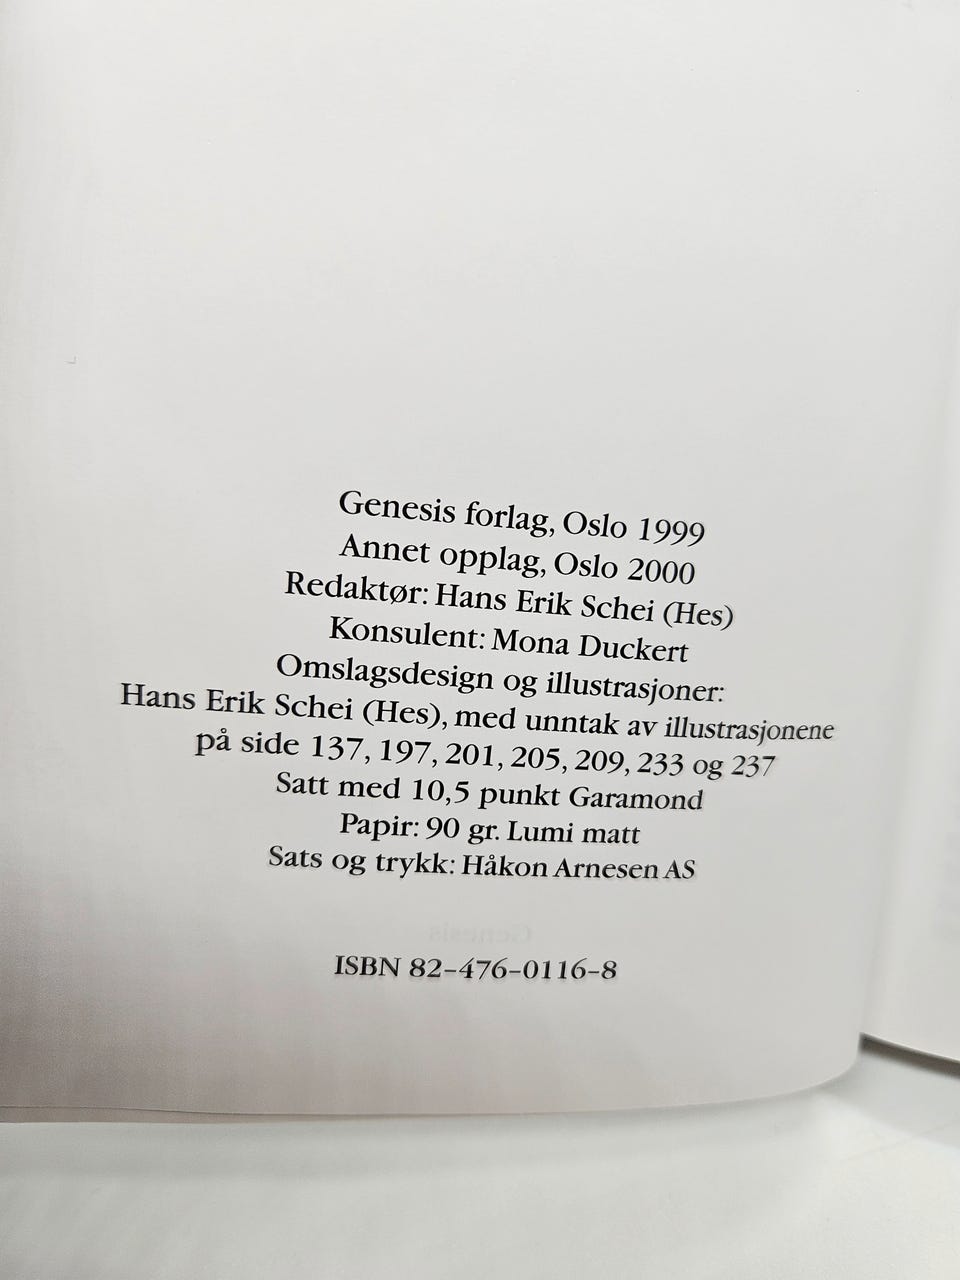 Genesis forlag, Oslo 1999
Annet opplag, Oslo 2000
Redaktør: Hans Erik Schei (Hes)
Konsulent: Mona Duckert
Omslagsdesign og illustrasjoner:
Hans Erik Schei (Hes), med unntak av illustrasjonene
på side 137, 197, 201, 205, 209, 233 og 237
Satt med 10,5 punkt Garamond
Papir: 90 gr. Lumi matt
Sats og trykk: Håkon Arnesen AS
Genesis
ISBN 82-476-0116-8